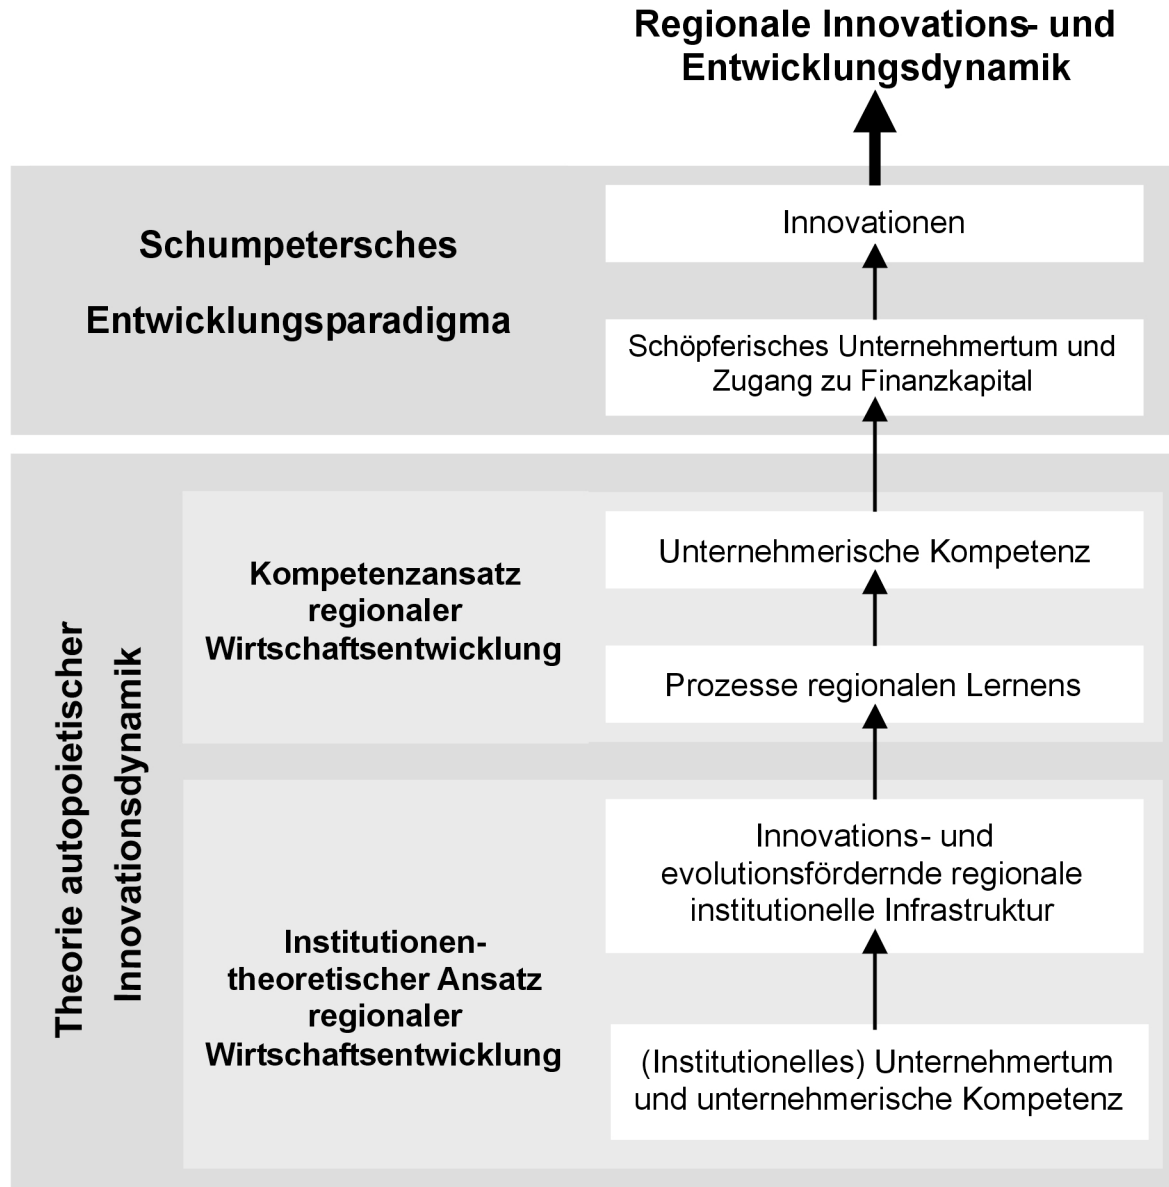 Regionale Innovations- und
Entwicklungsdynamik
Schumpetersches
Entwicklungsparadigma
Innovationen
Schöpferisches Unternehmertum und
Zugang zu Finanzkapital
Theorie autopoietischer
Innovationsdynamik
Kompetenzansatz
regionaler
Wirtschaftsentwicklung
Unternehmerische Kompetenz
Prozesse regionalen Lernens
Institutionen-
theoretischer Ansatz
regionaler
Wirtschaftsentwicklung
Innovations- und
evolutionsfördernde regionale
institutionelle Infrastruktur
(Institutionelles) Unternehmertum
und unternehmerische Kompetenz